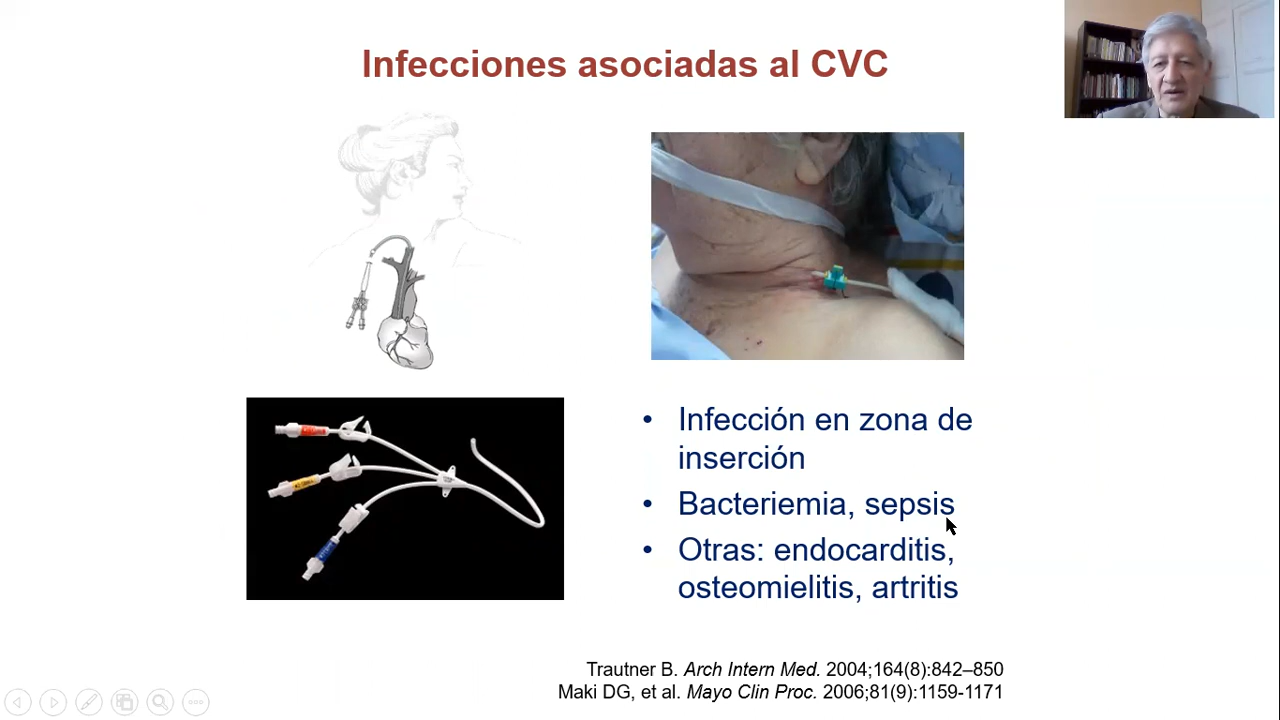 Infecciones asociadas al CVC
• Infección en zona de
inserción
• Bacteriemia, sepsis
• Otras: endocarditis,
osteomielitis, artritis
Trautner B. Arch Intern Med. 2004;164(8):842–850
Maki DG, et al. Mayo Clin Proc. 2006;81(9):1159-1171